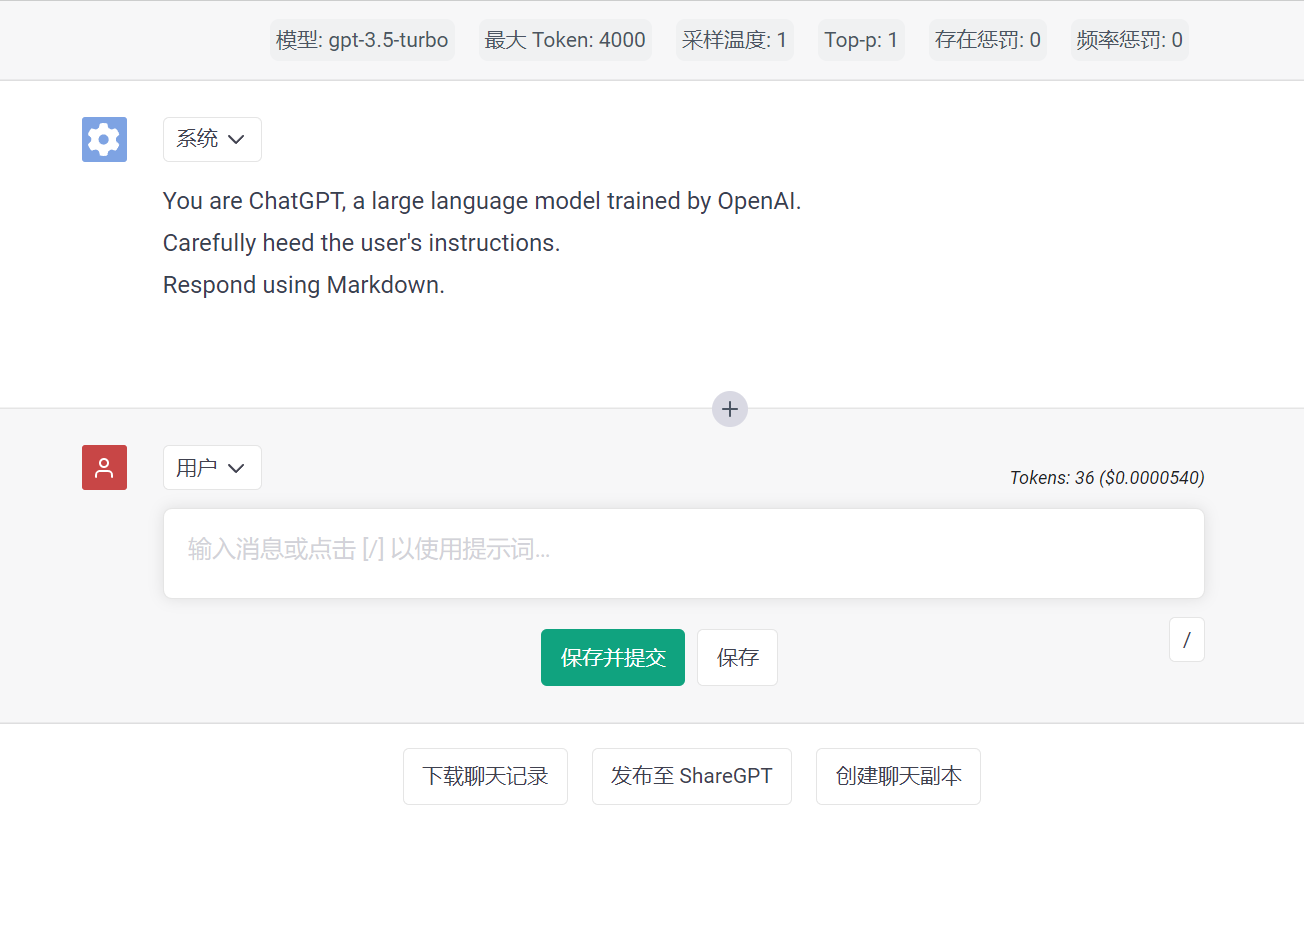 模型: gpt-3.5-turbo 最大 Token: 4000 采样温度: 1 Top-p: 1 存在惩罚: 0 频率惩罚: 0
系统
You are ChatGPT, a large language model trained by OpenAI.
Carefully heed the user's instructions.
Respond using Markdown.
用户
Tokens: 36 ($0.0000540)
输入消息或点击 [/] 以使用提示词...
保存并提交 保存 /
下载聊天记录 发布至 ShareGPT 创建聊天副本